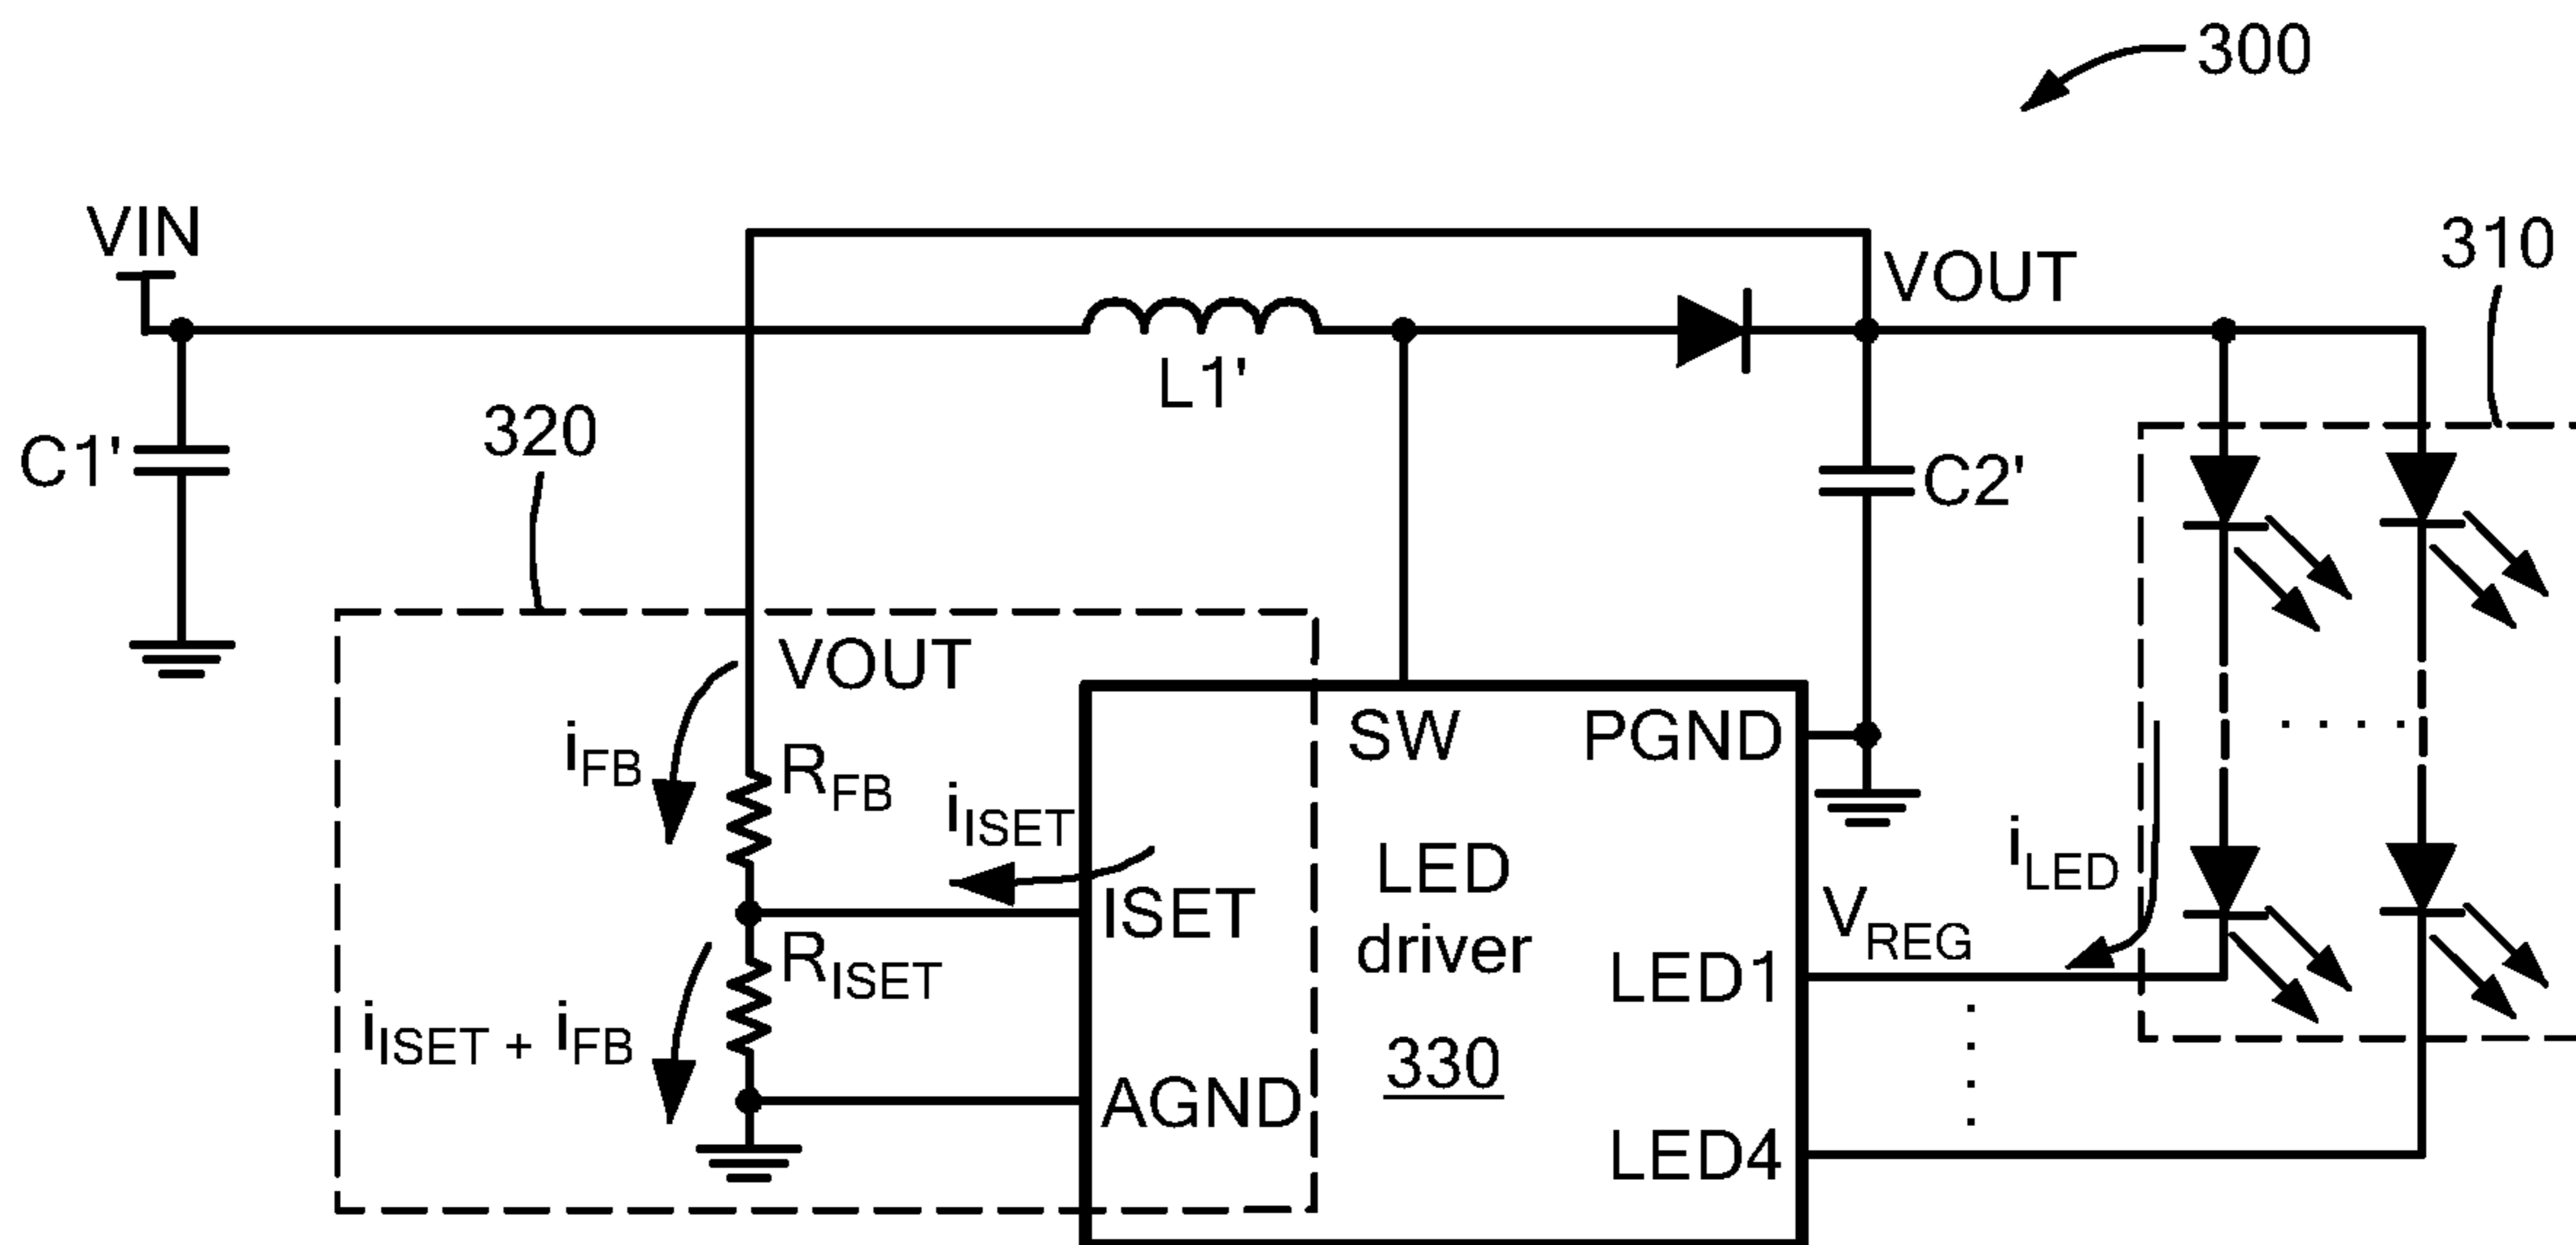 300
VIN
310
VOUT
L1'
320
C1'
C2'
VOUT
SW
PGND
iFB
RFB
iISET
LED
driver
iLED
ISET
VREG
RISET
LED1
iISET + iFB
330
AGND
LED4